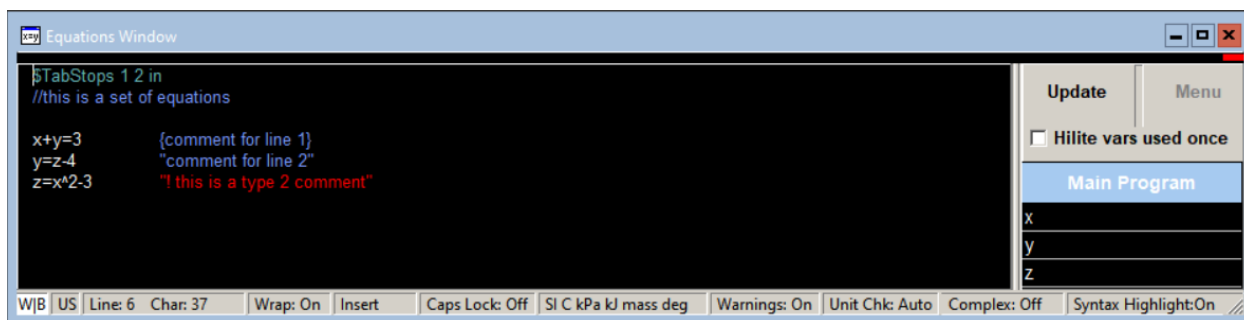 x=y Equations Window
$TabStops 1 2 in
//this is a set of equations
x+y=3 {comment for line 1}
y=z-4 "comment for line 2"
z=x^2-3 "! this is a type 2 comment"
Update Menu
Hilite vars used once
Main Program
x
y
z
W|B US Line: 6 Char: 37 Wrap: On Insert Caps Lock: Off SI C kPa kJ mass deg Warnings: On Unit Chk: Auto Complex: Off Syntax Highlight:On